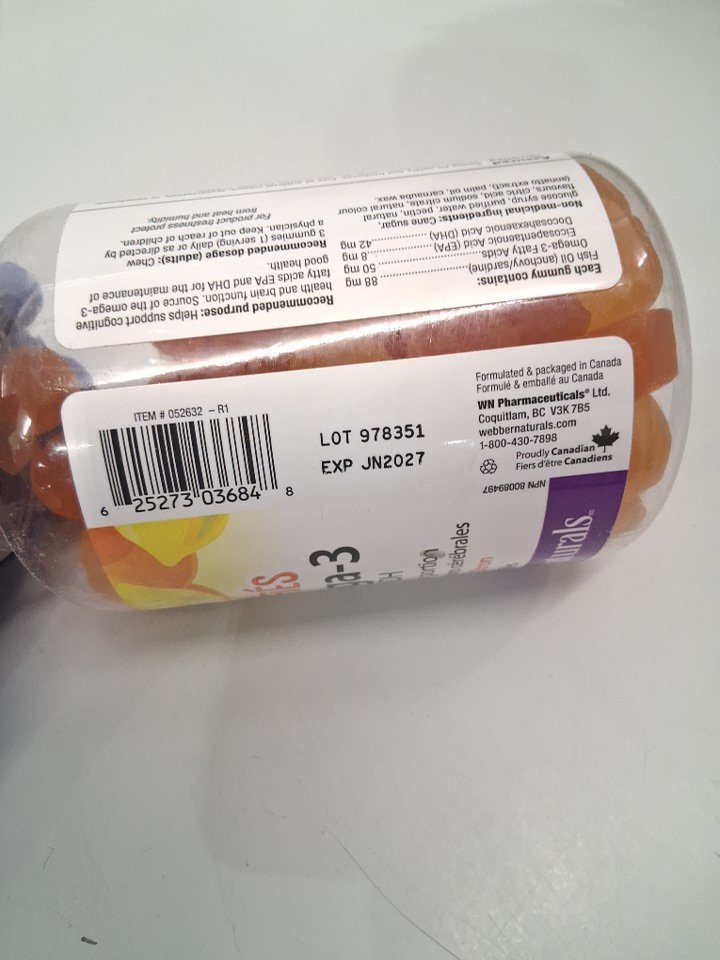 ITEM # 052632 - R1
6 25273 03684 8
LOT 978351
EXP JN2027
Formulated & packaged in Canada
Formulé & emballé au Canada
WN Pharmaceuticals® Ltd.
Coquitlam, BC V3K 7B5
webbernaturals.com
1-800-430-7898
Proudly Canadian
Fiers d'être Canadiens
NPN 80089497
Recommended purpose: Helps support cognitive
health and brain function. Source of the omega-3
fatty acids EPA and DHA for the maintenance of
good health.
Recommended dosage (adults): Chew
3 gummies (1 serving) daily or as directed by
a physician. Keep out of reach of children.
For product freshness protect
from heat and humidity.
Each gummy contains:
Fish Oil (anchovy/sardine) 88 mg
Omega-3 Fatty Acids 50 mg
Eicosapentaenoic Acid (EPA) 8 mg
Docosahexaenoic Acid (DHA) 42 mg
Non-medicinal ingredients: Cane sugar,
glucose syrup, purified water, pectin, natural
flavours, citric acid, sodium citrate, natural colour
(annatto extract), palm oil, carnauba wax.
a-3
cérébrales
urals